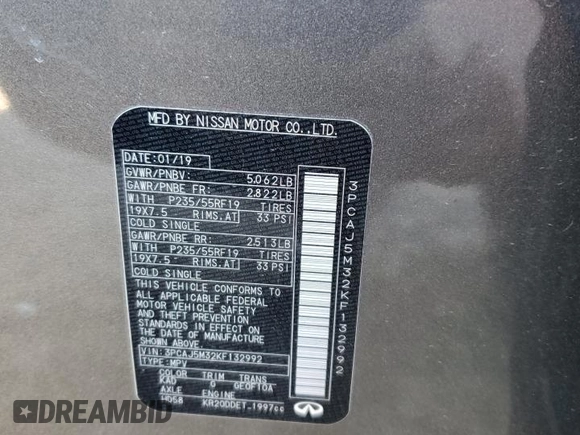 MFD BY NISSAN MOTOR CO.,LTD.
DATE: 01/19
GVWR/PNBV: 5,062LB
GAWR/PNBE FR: 2,822LB
WITH P235/55RF19 TIRES
19X7.5 RIMS,AT 33 PSI
COLD SINGLE
GAWR/PNBE RR: 2,513LB
WITH P235/55RF19 TIRES
19X7.5 RIMS,AT 33 PSI
COLD SINGLE
THIS VEHICLE CONFORMS TO
ALL APPLICABLE FEDERAL
MOTOR VEHICLE SAFETY
AND THEFT PREVENTION
STANDARDS IN EFFECT ON
THE DATE OF MANUFACTURE
SHOWN ABOVE.
VIN: 3PCAJ5M32KF132992
TYPE: MPV
COLOR TRIM TRANS
KAD G GE0F10A
AXLE ENGINE
HD58 KR20DDET 1997cc
3PCAJ5M32KF132992
INFINITI
DREAMBID